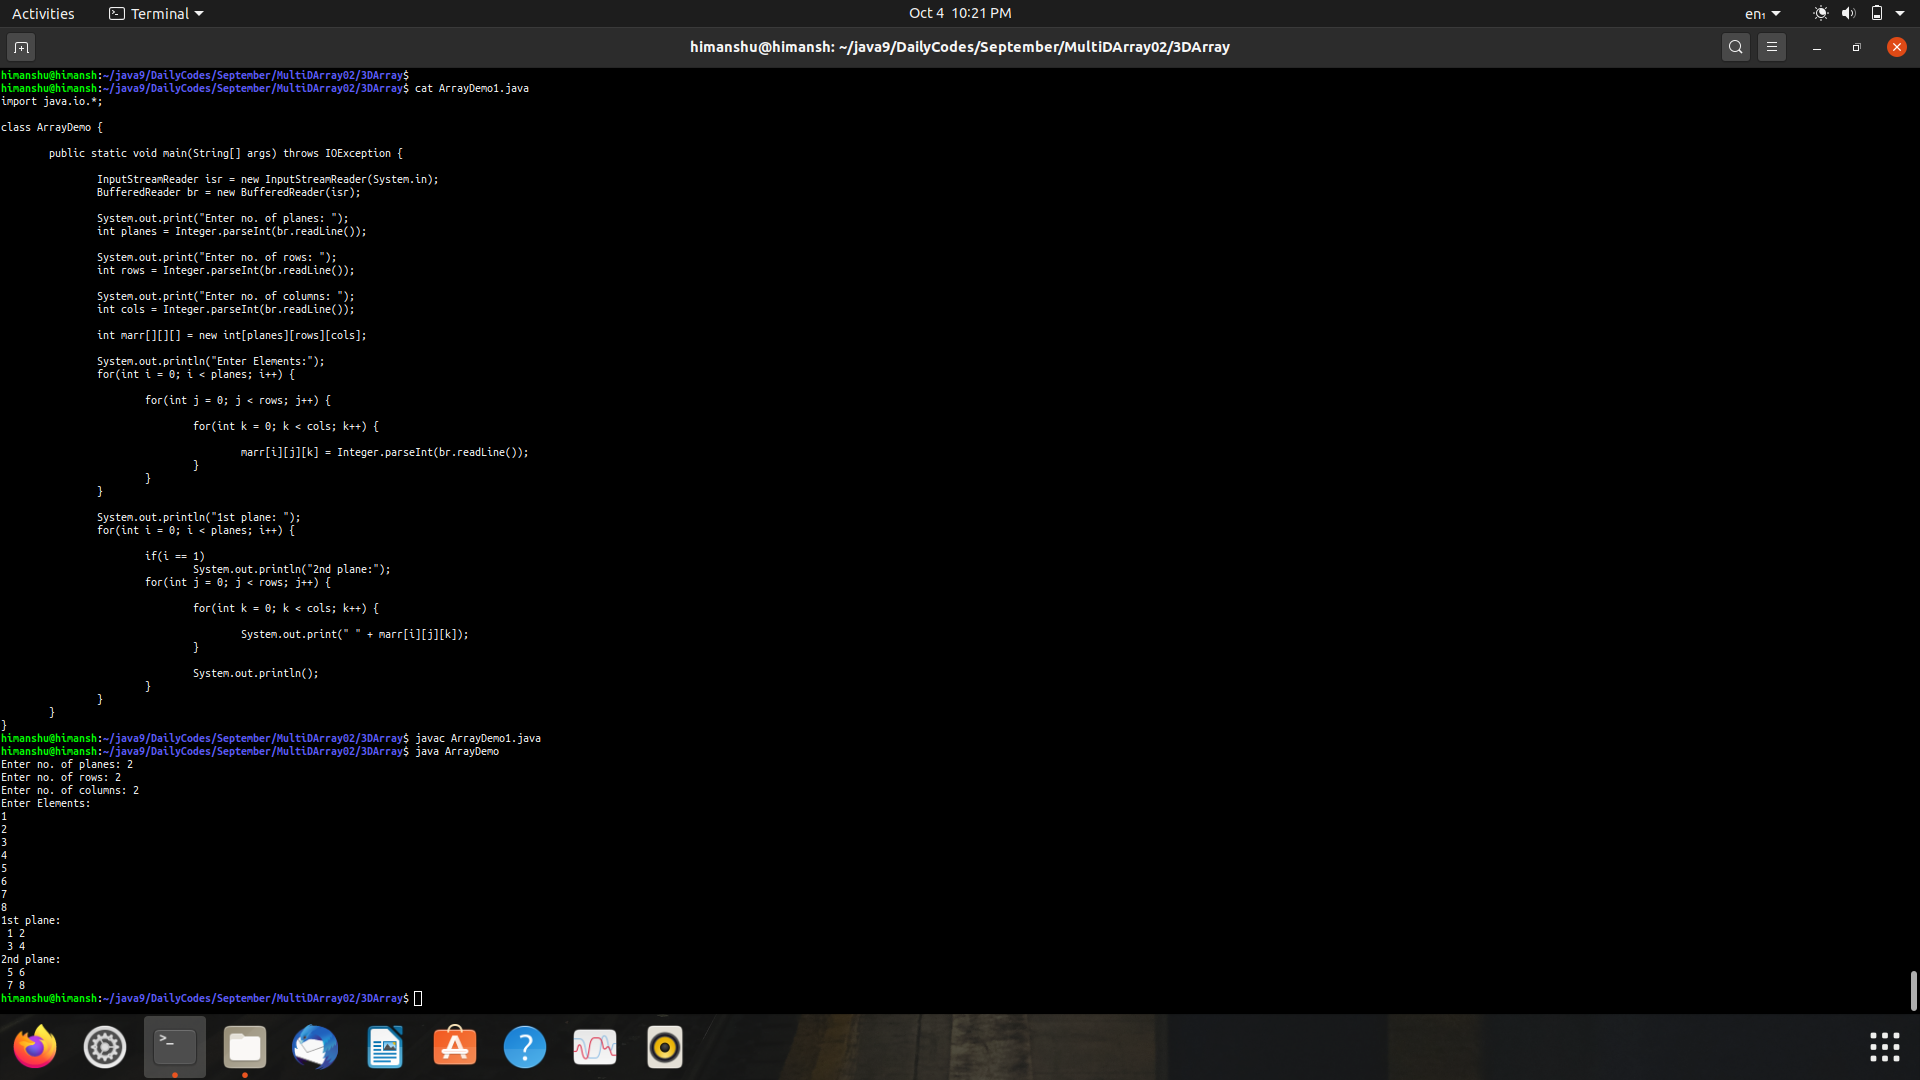 Activities
Terminal
Oct 4  10:21 PM
en₁
himanshu@himansh: ~/java9/DailyCodes/September/MultiDArray02/3DArray
himanshu@himansh:~/java9/DailyCodes/September/MultiDArray02/3DArray$
himanshu@himansh:~/java9/DailyCodes/September/MultiDArray02/3DArray$ cat ArrayDemo1.java
import java.io.*;
class ArrayDemo {
public static void main(String[] args) throws IOException {
InputStreamReader isr = new InputStreamReader(System.in);
BufferedReader br = new BufferedReader(isr);
System.out.print("Enter no. of planes: ");
int planes = Integer.parseInt(br.readLine());
System.out.print("Enter no. of rows: ");
int rows = Integer.parseInt(br.readLine());
System.out.print("Enter no. of columns: ");
int cols = Integer.parseInt(br.readLine());
int marr[][][] = new int[planes][rows][cols];
System.out.println("Enter Elements:");
for(int i = 0; i < planes; i++) {
for(int j = 0; j < rows; j++) {
for(int k = 0; k < cols; k++) {
marr[i][j][k] = Integer.parseInt(br.readLine());
}
}
}
System.out.println("1st plane: ");
for(int i = 0; i < planes; i++) {
if(i == 1)
System.out.println("2nd plane:");
for(int j = 0; j < rows; j++) {
for(int k = 0; k < cols; k++) {
System.out.print(" " + marr[i][j][k]);
}
System.out.println();
}
}
}
}
himanshu@himansh:~/java9/DailyCodes/September/MultiDArray02/3DArray$ javac ArrayDemo1.java
himanshu@himansh:~/java9/DailyCodes/September/MultiDArray02/3DArray$ java ArrayDemo
Enter no. of planes: 2
Enter no. of rows: 2
Enter no. of columns: 2
Enter Elements:
1
2
3
4
5
6
7
8
1st plane:
1 2
3 4
2nd plane:
5 6
7 8
himanshu@himansh:~/java9/DailyCodes/September/MultiDArray02/3DArray$